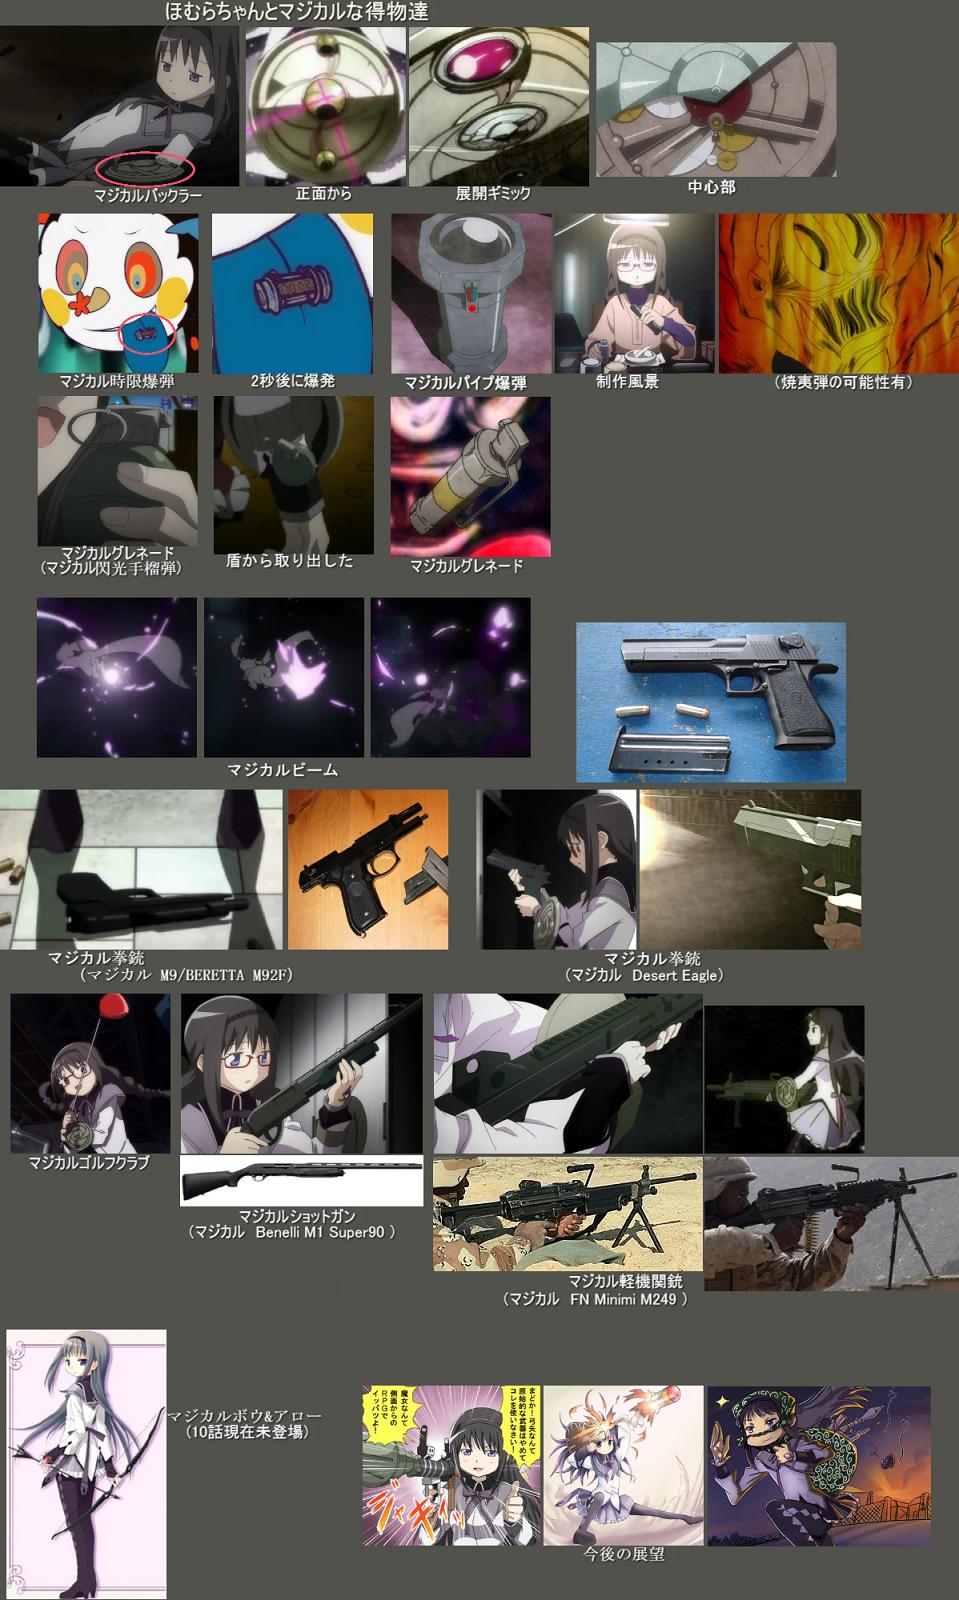 ほむらちゃんとマジカルな得物達
マジカルバックラー
正面から
展開ギミック
中心部
マジカル時限爆弾
2秒後に爆発
マジカルパイプ爆弾
制作風景
（焼夷弾の可能性有）
マジカルグレネード
（マジカル閃光手榴弾）
盾から取り出した
マジカルグレネード
マジカルビーム
マジカル拳銃
（マジカル M9/BERETTA M92F）
マジカル拳銃
（マジカル Desert Eagle）
マジカルゴルフクラブ
マジカルショットガン
（マジカル Benelli M1 Super90 ）
マジカル軽機関銃
（マジカル FN Minimi M249 ）
マジカルボウ&アロー
（10話現在未登場）
まどか！弓矢なんて
原始的な武器はやめて
コレを使いなさい！
魔女なんて
側面からの
RPGで
イッパツよ！
ジャキィッ
今後の展望